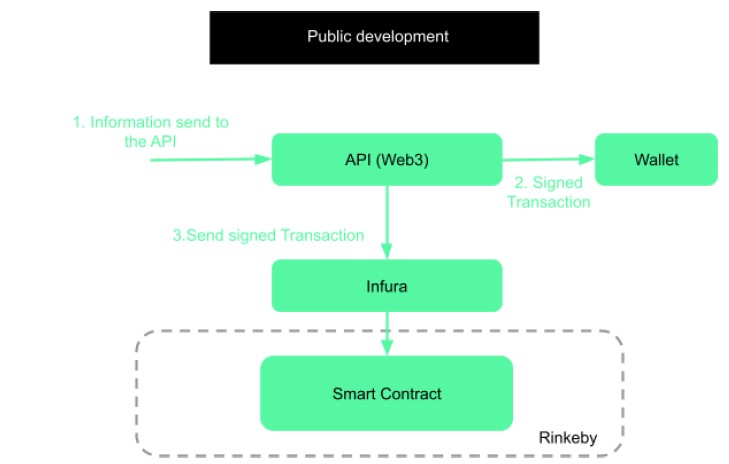 Public development
1. Information send to
the API
API (Web3)
Wallet
2. Signed
Transaction
3.Send signed Transaction
Infura
Smart Contract
Rinkeby